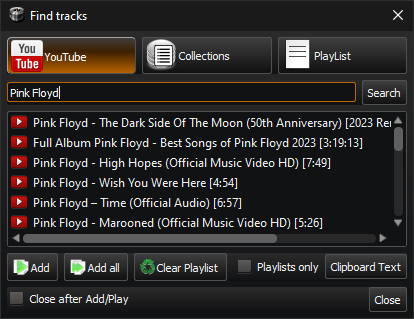 Find tracks
You Tube YouTube
Collections
PlayList
Pink Floyd
Search
Pink Floyd - The Dark Side Of The Moon (50th Anniversary) [2023 Re
Full Album Pink Floyd - Best Songs of Pink Floyd 2023 [3:19:13]
Pink Floyd - High Hopes (Official Music Video HD) [7:49]
Pink Floyd – Wish You Were Here [4:54]
Pink Floyd – Time (Official Audio) [6:57]
Pink Floyd - Marooned (Official Music Video HD) [5:26]
Add
Add all
Clear Playlist
Playlists only
Clipboard Text
Close after Add/Play
Close